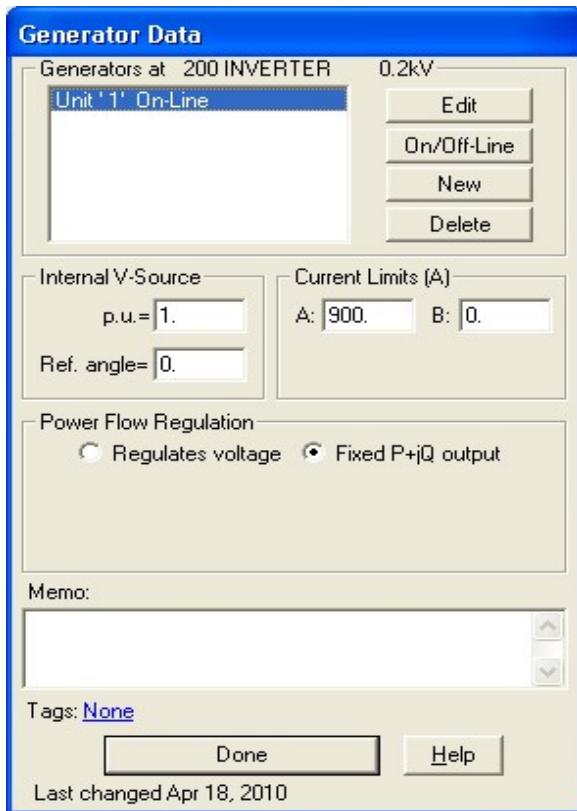 Generator Data
Generators at 200 INVERTER 0.2kV
Unit '1' On-Line
Edit
On/Off-Line
New
Delete
Internal V-Source
p.u.= 1.
Ref. angle= 0.
Current Limits (A)
A: 900. B: 0.
Power Flow Regulation
Regulates voltage Fixed P+jQ output
Memo:
Tags: None
Done Help
Last changed Apr 18, 2010